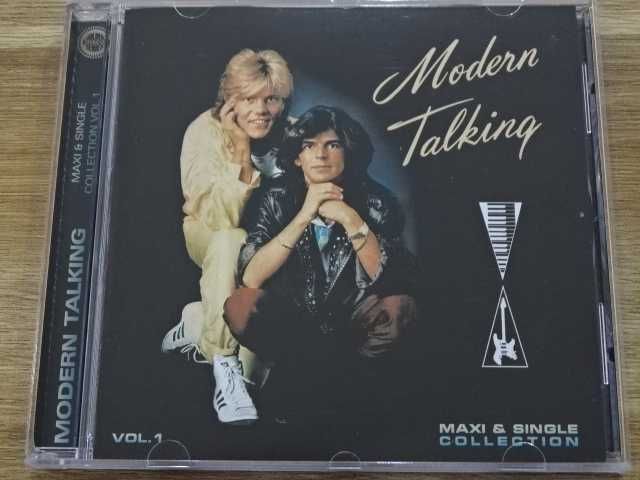 MODERN TALKING
MAXI & SINGLE
COLLECTION VOL 1
Modern
Talking
VOL.1
MAXI & SINGLE
COLLECTION